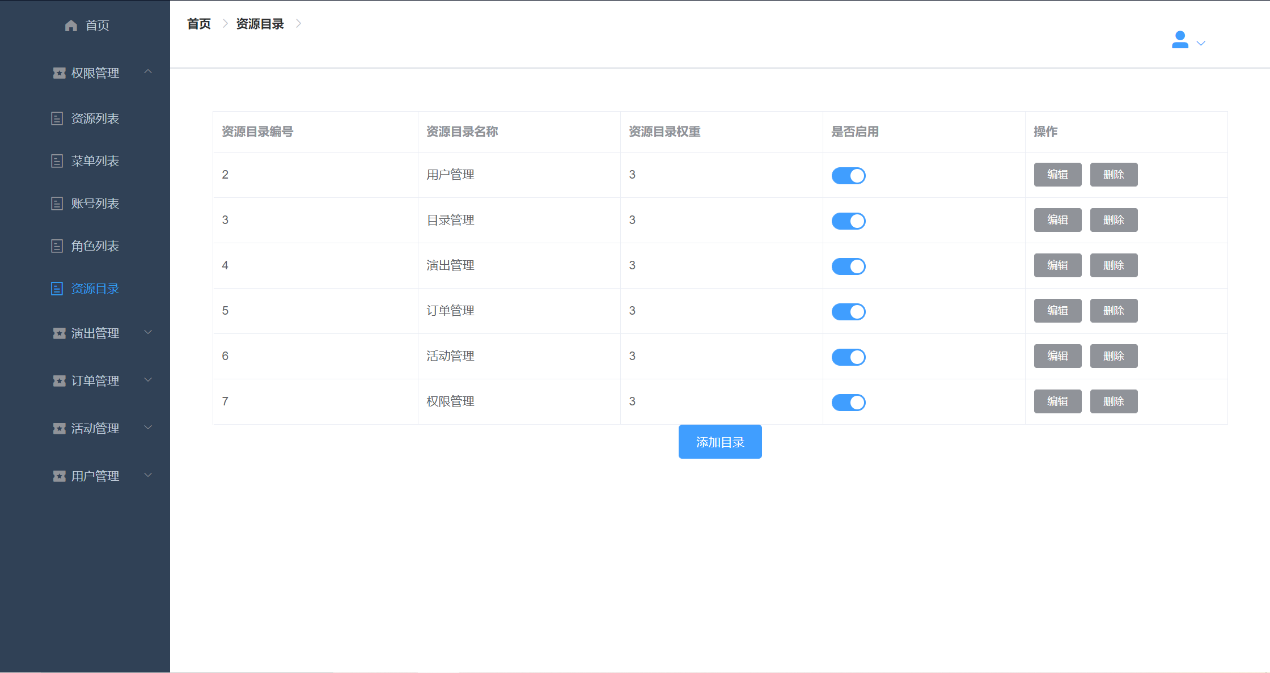 首页
权限管理
资源列表
菜单列表
账号列表
角色列表
资源目录
演出管理
订单管理
活动管理
用户管理
首页 资源目录
资源目录编号 资源目录名称 资源目录权重 是否启用 操作
2 用户管理 3 编辑 删除
3 目录管理 3 编辑 删除
4 演出管理 3 编辑 删除
5 订单管理 3 编辑 删除
6 活动管理 3 编辑 删除
7 权限管理 3 编辑 删除
添加目录